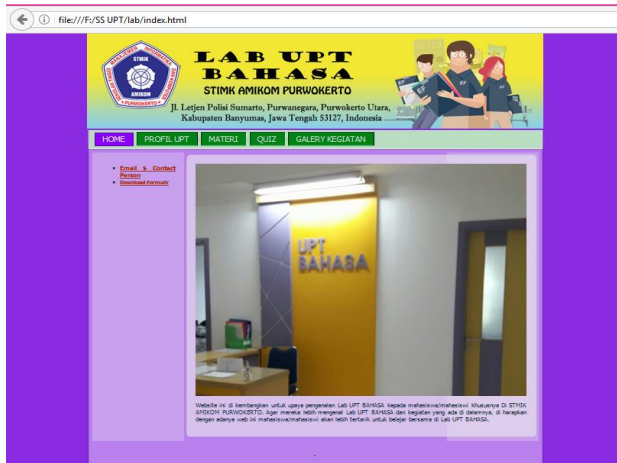 file:///F:/SS UPT/lab/index.html
STMIK
AMIKOM
PURWOKERTO
LAB UPT
BAHASA
STIMK AMIKOM PURWOKERTO
Jl. Letjen Polisi Sumarto, Purwanegara, Purwokerto Utara,
Kabupaten Banyumas, Jawa Tengah 53127, Indonesia
EF
EF
EF
HOME
PROFIL UPT
MATERI
QUIZ
GALERY KEGIATAN
Email & Contact
Person
Download Formulir
UPT
BAHASA
Website ini di kembangkan untuk upaya pengenalan Lab UPT BAHASA kepada mahasiswa/mahasiswi khususnya Di STMIK
AMIKOM PURWOKERTO. Agar mereka lebih mengenal Lab UPT BAHASA dan kegiatan yang ada di dalamnya, di harapkan
dengan adanya web ini mahasiswa/mahasiswi akan lebih tertarik untuk belajar bersama di Lab UPT BAHASA.